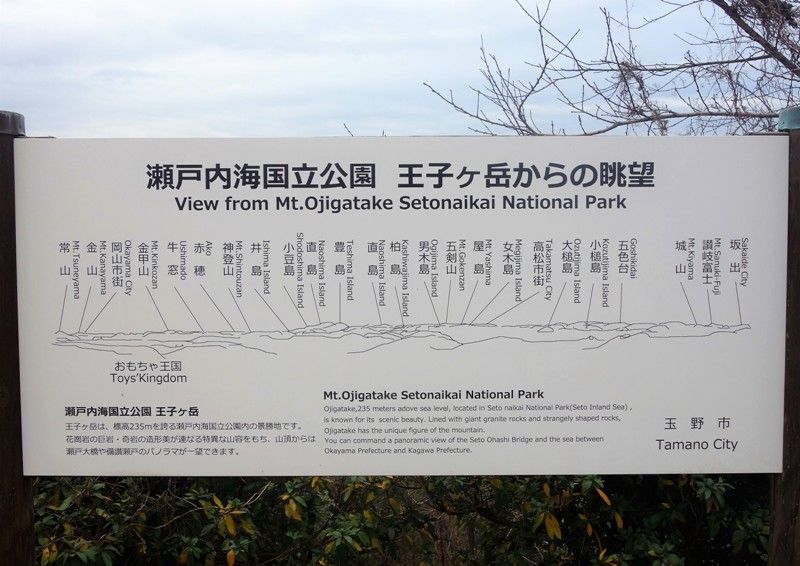 瀬戸内海国立公園 王子ヶ岳からの眺望
View from Mt.Ojigatake Setonaikai National Park
常山 Mt.Tsuneyama
金山 Mt.Kanayama
岡山市街 Okayama City
金甲山 Mt.Kinkozan
牛窓 Ushimado
赤穂 Ako
神登山 Mt.Shintouzan
井島 Ishima Island
小豆島 Shodoshima Island
直島 Naoshima Island
豊島 Teshima Island
直島 Naoshima Island
柏島 Kashiwajima Island
男木島 Ogijima Island
五剣山 Mt.Gokenzan
屋島 Mt.Yashima
女木島 Megijima Island
高松市街 Takamatsu City
大槌島 Ozutijima Island
小槌島 Kozutijima Island
五色台 Goshikidai
城山 Mt.Kiyama
讃岐富士 Mt.Sanuki-Fuji
坂出 Sakaide City
おもちゃ王国
Toys'Kingdom
瀬戸内海国立公園 王子ヶ岳
王子ヶ岳は、標高235mを誇る瀬戸内海国立公園内の景勝地です。
花崗岩の巨岩・奇岩の造形美が連なる特異な山容をもち、山頂からは
瀬戸大橋や備讃瀬戸のパノラマが一望できます。
Mt.Ojigatake Setonaikai National Park
Ojigatake,235 meters adove sea level, located in Seto naikai National Park(Seto Inland Sea) ,
is known for its scenic beauty. Lined with giant granite rocks and strangely shaped rocks,
Ojigatake has the unique figure of the mountain.
You can command a panoramic view of the Seto Ohashi Bridge and the sea between
Okayama Prefecture and Kagawa Prefecture.
玉野市
Tamano City